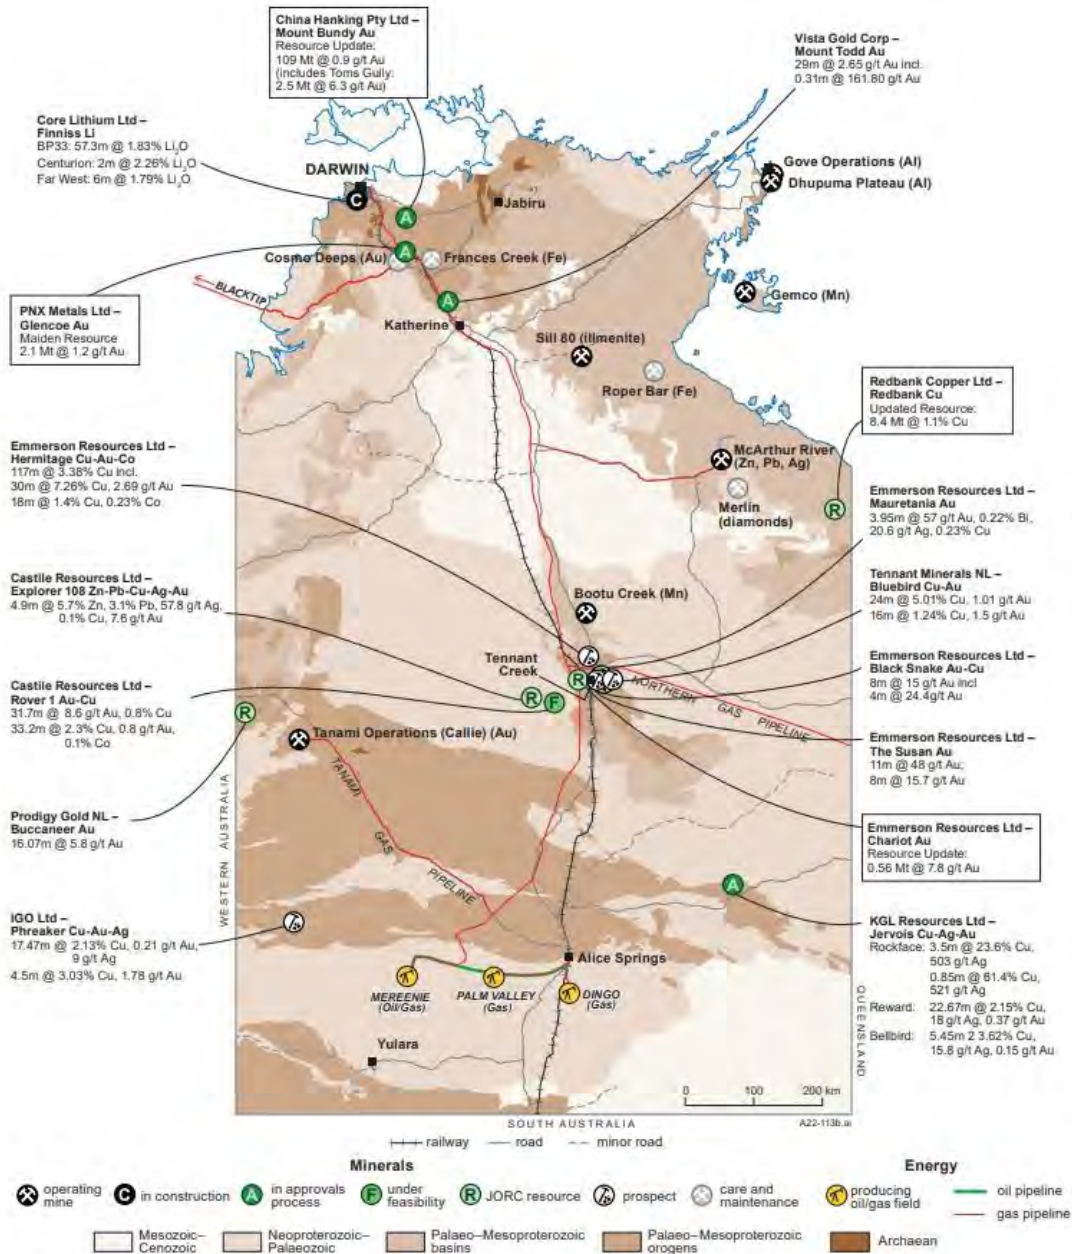 China Hanking Pty Ltd –
Mount Bundy Au
Resource Update:
109 Mt @ 0.9 g/t Au
(includes Toms Gully:
2.5 Mt @ 6.3 g/t Au)
Vista Gold Corp –
Mount Todd Au
29m @ 2.65 g/t Au incl.
0.31m @ 161.80 g/t Au
Core Lithium Ltd –
Finniss Li
BP33: 57.3m @ 1.83% Li₂O
Centurion: 2m @ 2.26% Li₂O
Far West: 6m @ 1.79% Li₂O
DARWIN
C
A
Jabiru
Gove Operations (Al)
Dhupuma Plateau (Al)
A
Cosmo Deeps (Au)
Frances Creek (Fe)
BLACKTIP
A
Gemco (Mn)
PNX Metals Ltd –
Glencoe Au
Maiden Resource
2.1 Mt @ 1.2 g/t Au
Katherine
Sill 80 (ilmenite)
Roper Bar (Fe)
Redbank Copper Ltd –
Redbank Cu
Updated Resource:
8.4 Mt @ 1.1% Cu
Emmerson Resources Ltd –
Hermitage Cu-Au-Co
117m @ 3.38% Cu incl.
30m @ 7.26% Cu, 2.69 g/t Au
18m @ 1.4% Cu, 0.23% Co
McArthur River
(Zn, Pb, Ag)
Merlin
(diamonds)
R
Emmerson Resources Ltd –
Mauretania Au
3.95m @ 57 g/t Au, 0.22% Bi,
20.6 g/t Ag, 0.23% Cu
Castile Resources Ltd –
Explorer 108 Zn-Pb-Cu-Ag-Au
4.9m @ 5.7% Zn, 3.1% Pb, 57.8 g/t Ag,
0.1% Cu, 7.6 g/t Au
Bootu Creek (Mn)
Tennant Minerals NL –
Bluebird Cu-Au
24m @ 5.01% Cu, 1.01 g/t Au
16m @ 1.24% Cu, 1.5 g/t Au
Tennant
Creek
R
R
F
NORTHERN GAS PIPELINE
Emmerson Resources Ltd –
Black Snake Au-Cu
8m @ 15 g/t Au incl
4m @ 24.4g/t Au
Castile Resources Ltd –
Rover 1 Au-Cu
31.7m @ 8.6 g/t Au, 0.8% Cu
33.2m @ 2.3% Cu, 0.8 g/t Au,
0.1% Co
R
Tanami Operations (Callie) (Au)
TANAMI GAS PIPELINE
Emmerson Resources Ltd –
The Susan Au
11m @ 48 g/t Au;
8m @ 15.7 g/t Au
Prodigy Gold NL –
Buccaneer Au
16.07m @ 5.8 g/t Au
WESTERN AUSTRALIA
Emmerson Resources Ltd –
Chariot Au
Resource Update:
0.56 Mt @ 7.8 g/t Au
A
IGO Ltd –
Phreaker Cu-Au-Ag
17.47m @ 2.13% Cu, 0.21 g/t Au,
9 g/t Ag
4.5m @ 3.03% Cu, 1.78 g/t Au
KGL Resources Ltd –
Jervois Cu-Ag-Au
Rockface: 3.5m @ 23.6% Cu,
503 g/t Ag
0.85m @ 61.4% Cu,
521 g/t Ag
Reward: 22.67m @ 2.15% Cu,
18 g/t Ag, 0.37 g/t Au
Bellbird: 5.45m 2 3.62% Cu,
15.8 g/t Ag, 0.15 g/t Au
Alice Springs
MEREENIE
(Oil/Gas)
PALM VALLEY
(Gas)
DINGO
(Gas)
QUEENSLAND
Yulara
0 100 200 km
SOUTH AUSTRALIA
A22-113b.ai
railway road minor road
Minerals
Energy
operating
mine
C in construction
A in approvals
process
F under
feasibility
R JORC resource
prospect
care and
maintenance
producing
oil/gas field
oil pipeline
gas pipeline
Mesozoic–
Cenozoic
Neoproterozoic–
Palaeozoic
Palaeo–Mesoproterozoic
basins
Palaeo–Mesoproterozoic
orogens
Archaean